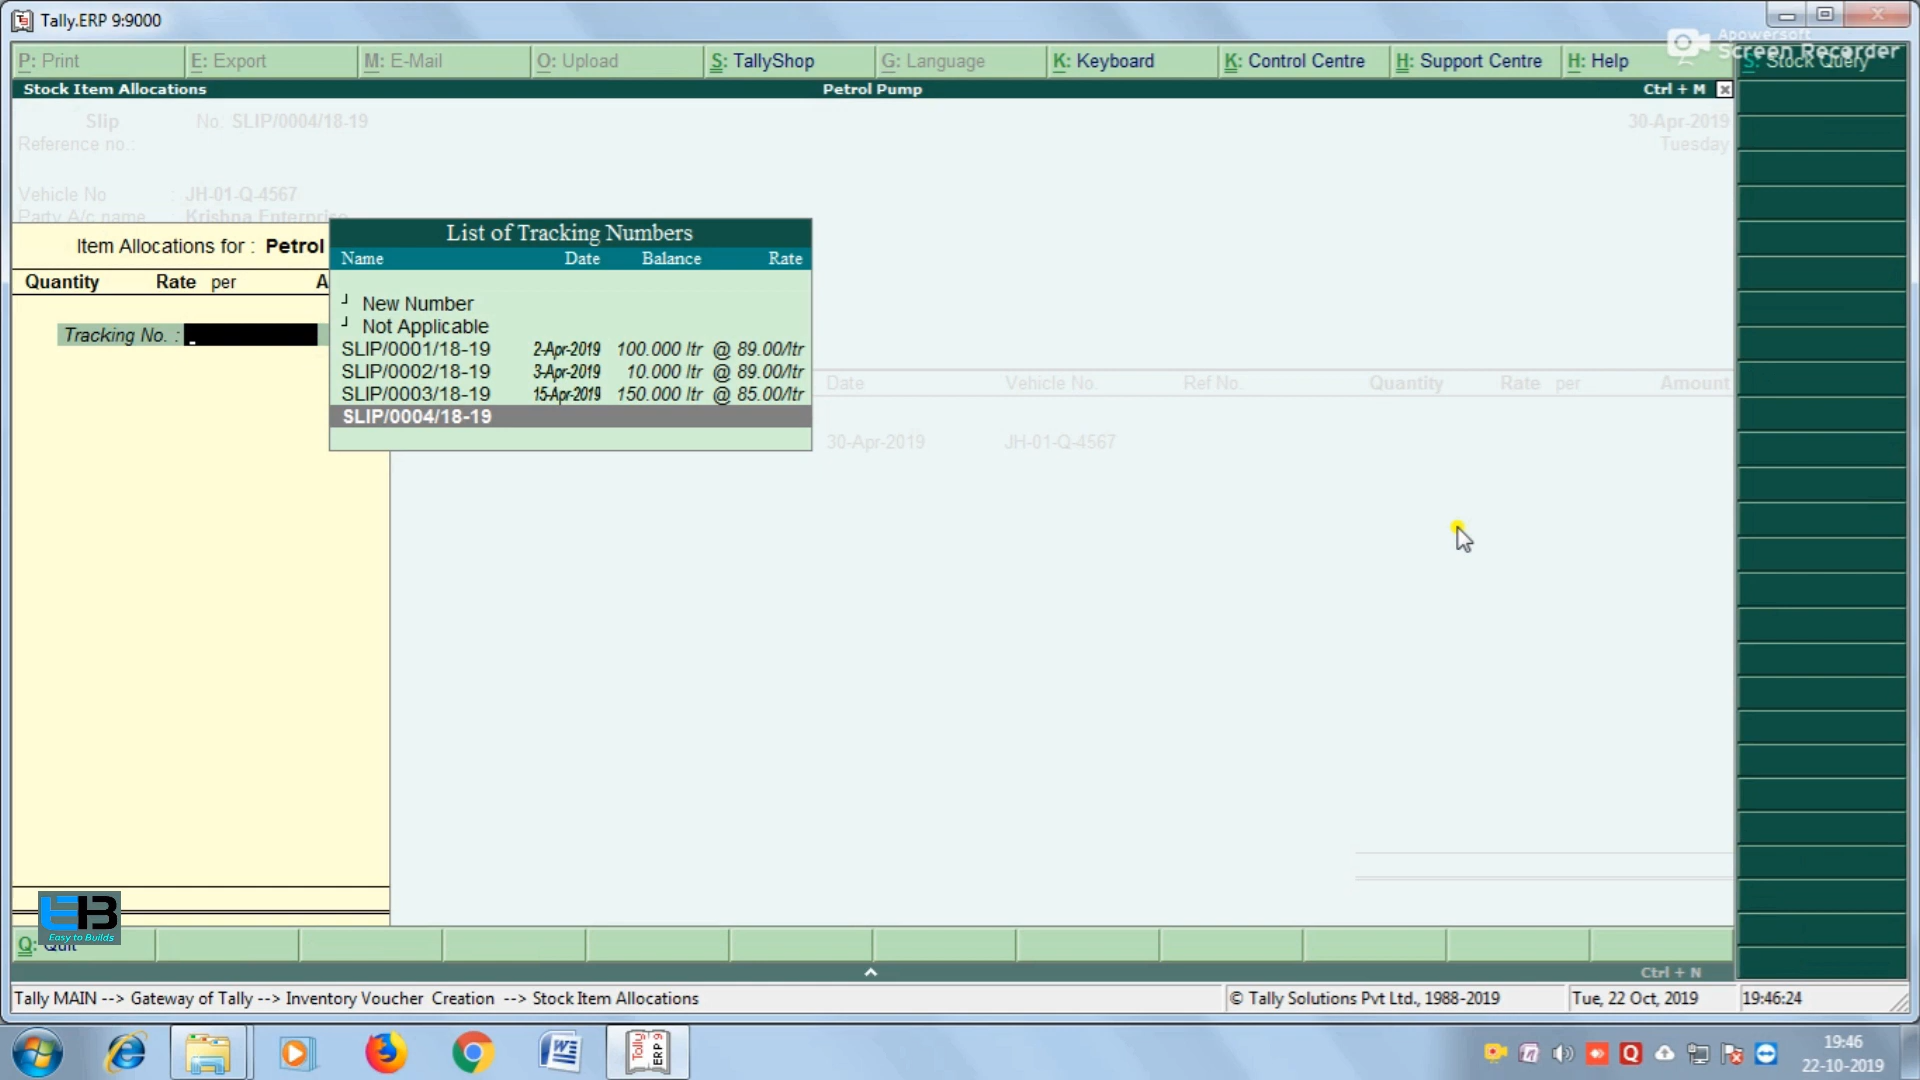 Tally.ERP 9:9000
P: Print E: Export M: E-Mail O: Upload S: TallyShop G: Language K: Keyboard K: Control Centre H: Support Centre H: Help S: Stock Query
Apowersoft
Screen Recorder
Stock Item Allocations Petrol Pump Ctrl + M
Slip No. SLIP/0004/18-19 30-Apr-2019
Reference no.: Tuesday
Vehicle No : JH-01-Q-4567
Party A/c name : Krishna Enterprise
Item Allocations for : Petrol
Quantity Rate per A
Tracking No. :
List of Tracking Numbers
Name Date Balance Rate
New Number
Not Applicable
SLIP/0001/18-19 2-Apr-2019 100.000 ltr @ 89.00/ltr
SLIP/0002/18-19 3-Apr-2019 10.000 ltr @ 89.00/ltr
SLIP/0003/18-19 15-Apr-2019 150.000 ltr @ 85.00/ltr
SLIP/0004/18-19
Date Vehicle No. Ref No. Quantity Rate per Amount
30-Apr-2019 JH-01-Q-4567
EB
Easy to Builds
Q: Quit
Ctrl + N
Tally MAIN --> Gateway of Tally --> Inventory Voucher Creation --> Stock Item Allocations © Tally Solutions Pvt Ltd., 1988-2019 Tue, 22 Oct, 2019 19:46:24
Tally
ERP 9
19:46
22-10-2019